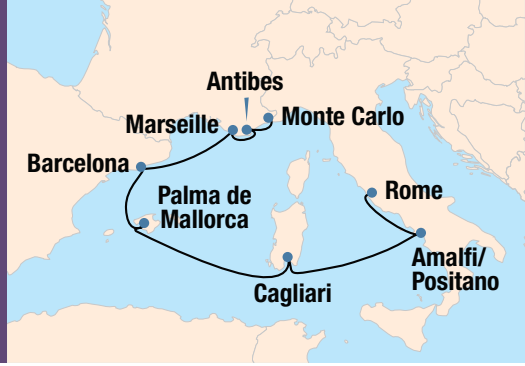 Antibes
Marseille
Monte Carlo
Barcelona
Palma de
Mallorca
Rome
Amalfi/
Positano
Cagliari